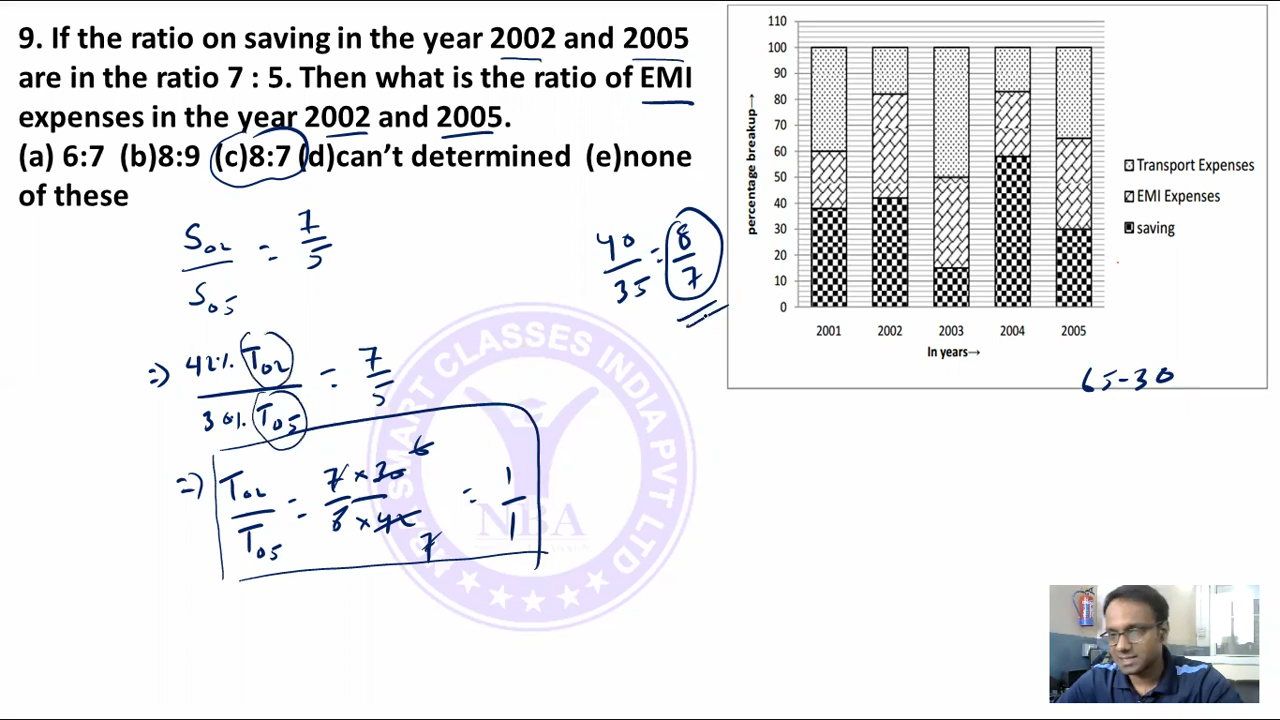 9. If the ratio on saving in the year 2002 and 2005
are in the ratio 7 : 5. Then what is the ratio of EMI
expenses in the year 2002 and 2005.
(a) 6:7 (b)8:9 (c)8:7 (d)can't determined (e)none
of these
S02 / S05 = 7/5
=> 42% T02 / 30% T05 = 7/5
=> T02 / T05 = 7 × 30 6 / 5 × 42 7 = 1/1
40/35 = 8/7
110
100
90
80
70
60
50
40
30
20
10
0
percentage breakup→
2001 2002 2003 2004 2005
In years→
Transport Expenses
EMI Expenses
saving
65-30
SMART CLASSES INDIA PVT LTD
NBA